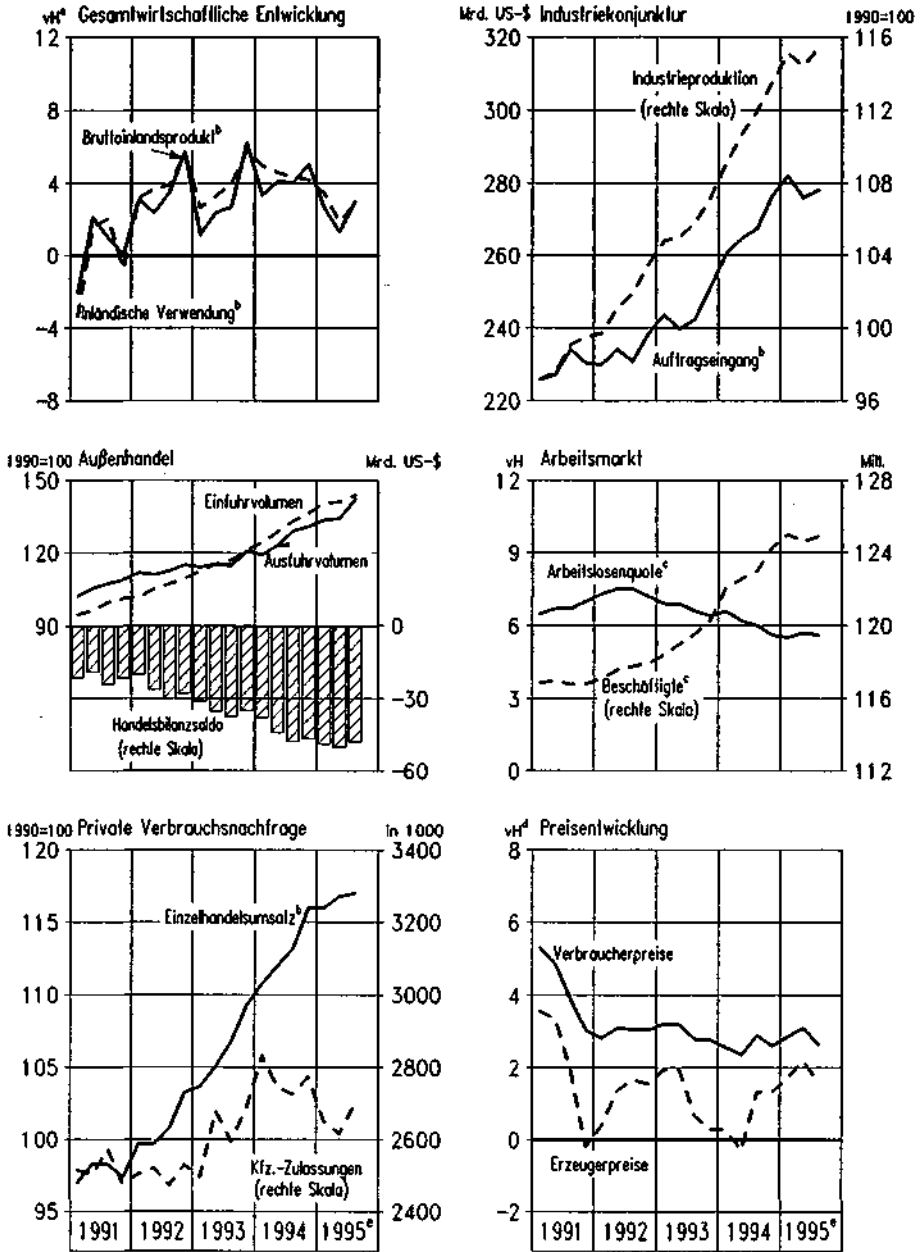 vHª Gesamtwirtschaftliche Entwicklung
12
8
4
0
-4
-8
Bruttoinlandsprodukt b
Inländische Verwendung b
Mrd. US-$ Industriekonjunktur 1990=100
320
300
280
260
240
220
116
112
108
104
100
96
Industrieproduktion
(rechte Skala)
Auftragseingang b
1990=100 Außenhandel Mrd. US-$
150
120
90
0
-30
-60
Einfuhrvolumen
Ausfuhrvolumen
Handelsbilanzsaldo
(rechte Skala)
vH Arbeitsmarkt Mill.
12
9
6
3
0
128
124
120
116
112
Arbeitslosenquote c
Beschäftigte c
(rechte Skala)
1990=100 Private Verbrauchsnachfrage in 1000
120
115
110
105
100
95
3400
3200
3000
2800
2600
2400
Einzelhandelsumsatz b
Kfz.-Zulassungen
(rechte Skala)
1991 1992 1993 1994 1995 e
vH d Preisentwicklung
8
6
4
2
0
-2
Verbraucherpreise
Erzeugerpreise
1991 1992 1993 1994 1995 e